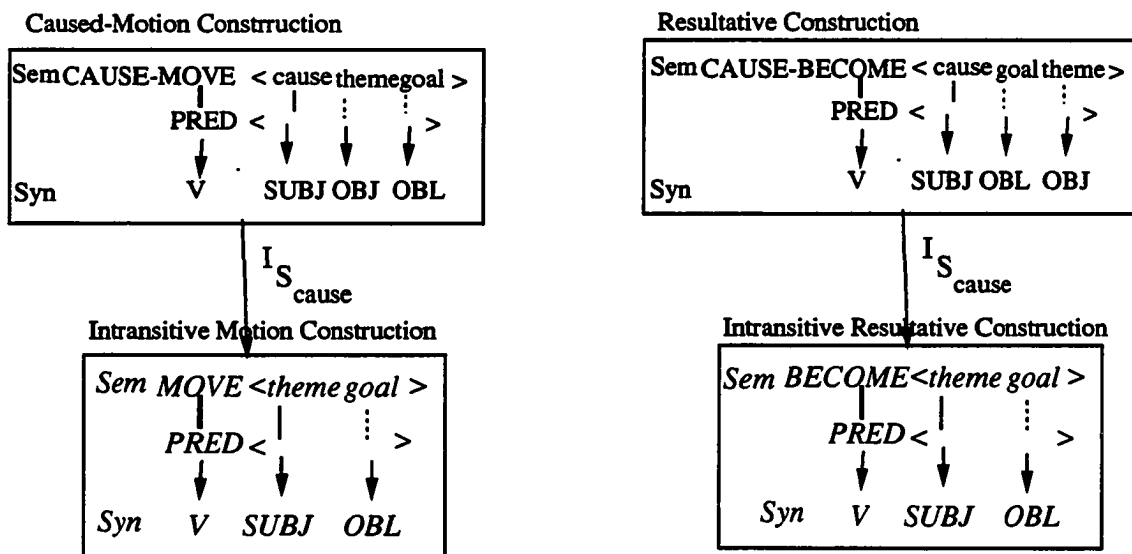 Caused-Motion Constrruction
Sem CAUSE-MOVE < cause themegoal >
PRED < >
Syn V SUBJ OBJ OBL
I S cause
Intransitive Motion Construction
Sem MOVE <theme goal >
PRED < >
Syn V SUBJ OBL
Resultative Construction
Sem CAUSE-BECOME < cause goal theme >
PRED < >
Syn V SUBJ OBL OBJ
I S cause
Intransitive Resultative Construction
Sem BECOME <theme goal >
PRED < >
Syn V SUBJ OBL